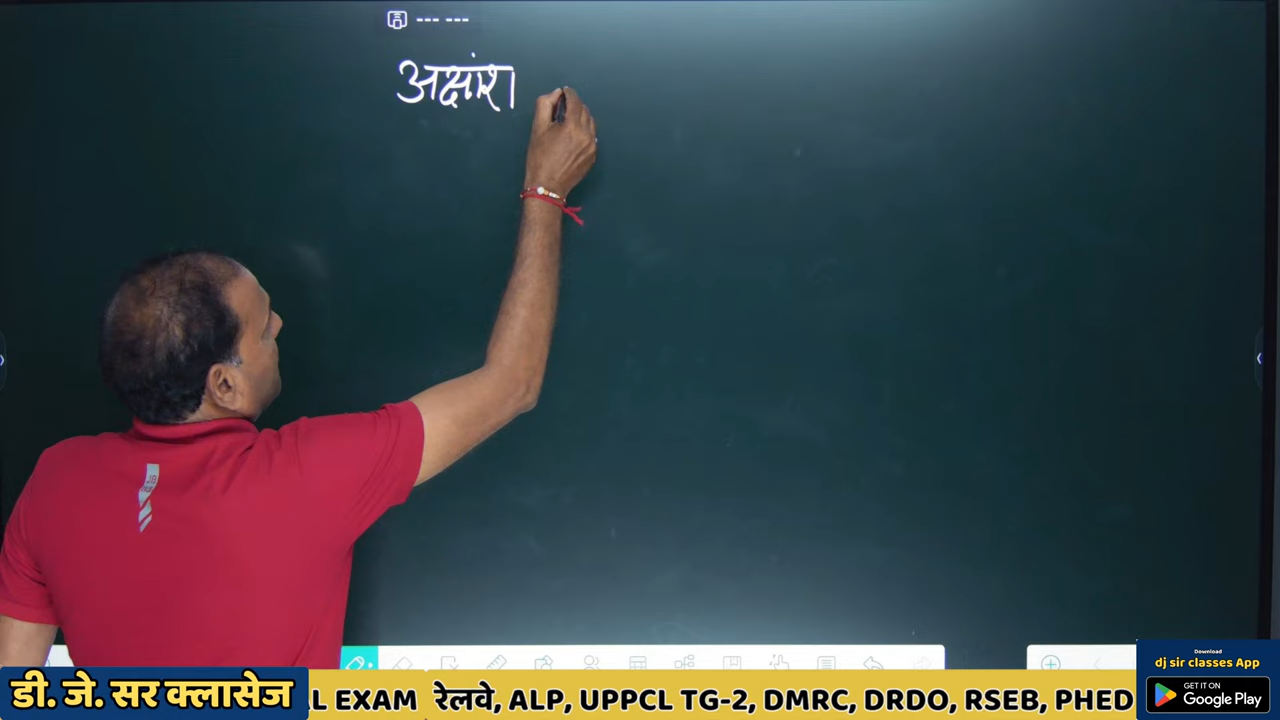 --- ---
अक्षांश
डी. जे. सर क्लासेज
L EXAM रेलवे, ALP, UPPCL TG-2, DMRC, DRDO, RSEB, PHED
Download
dj sir classes App
GET IT ON
Google Play